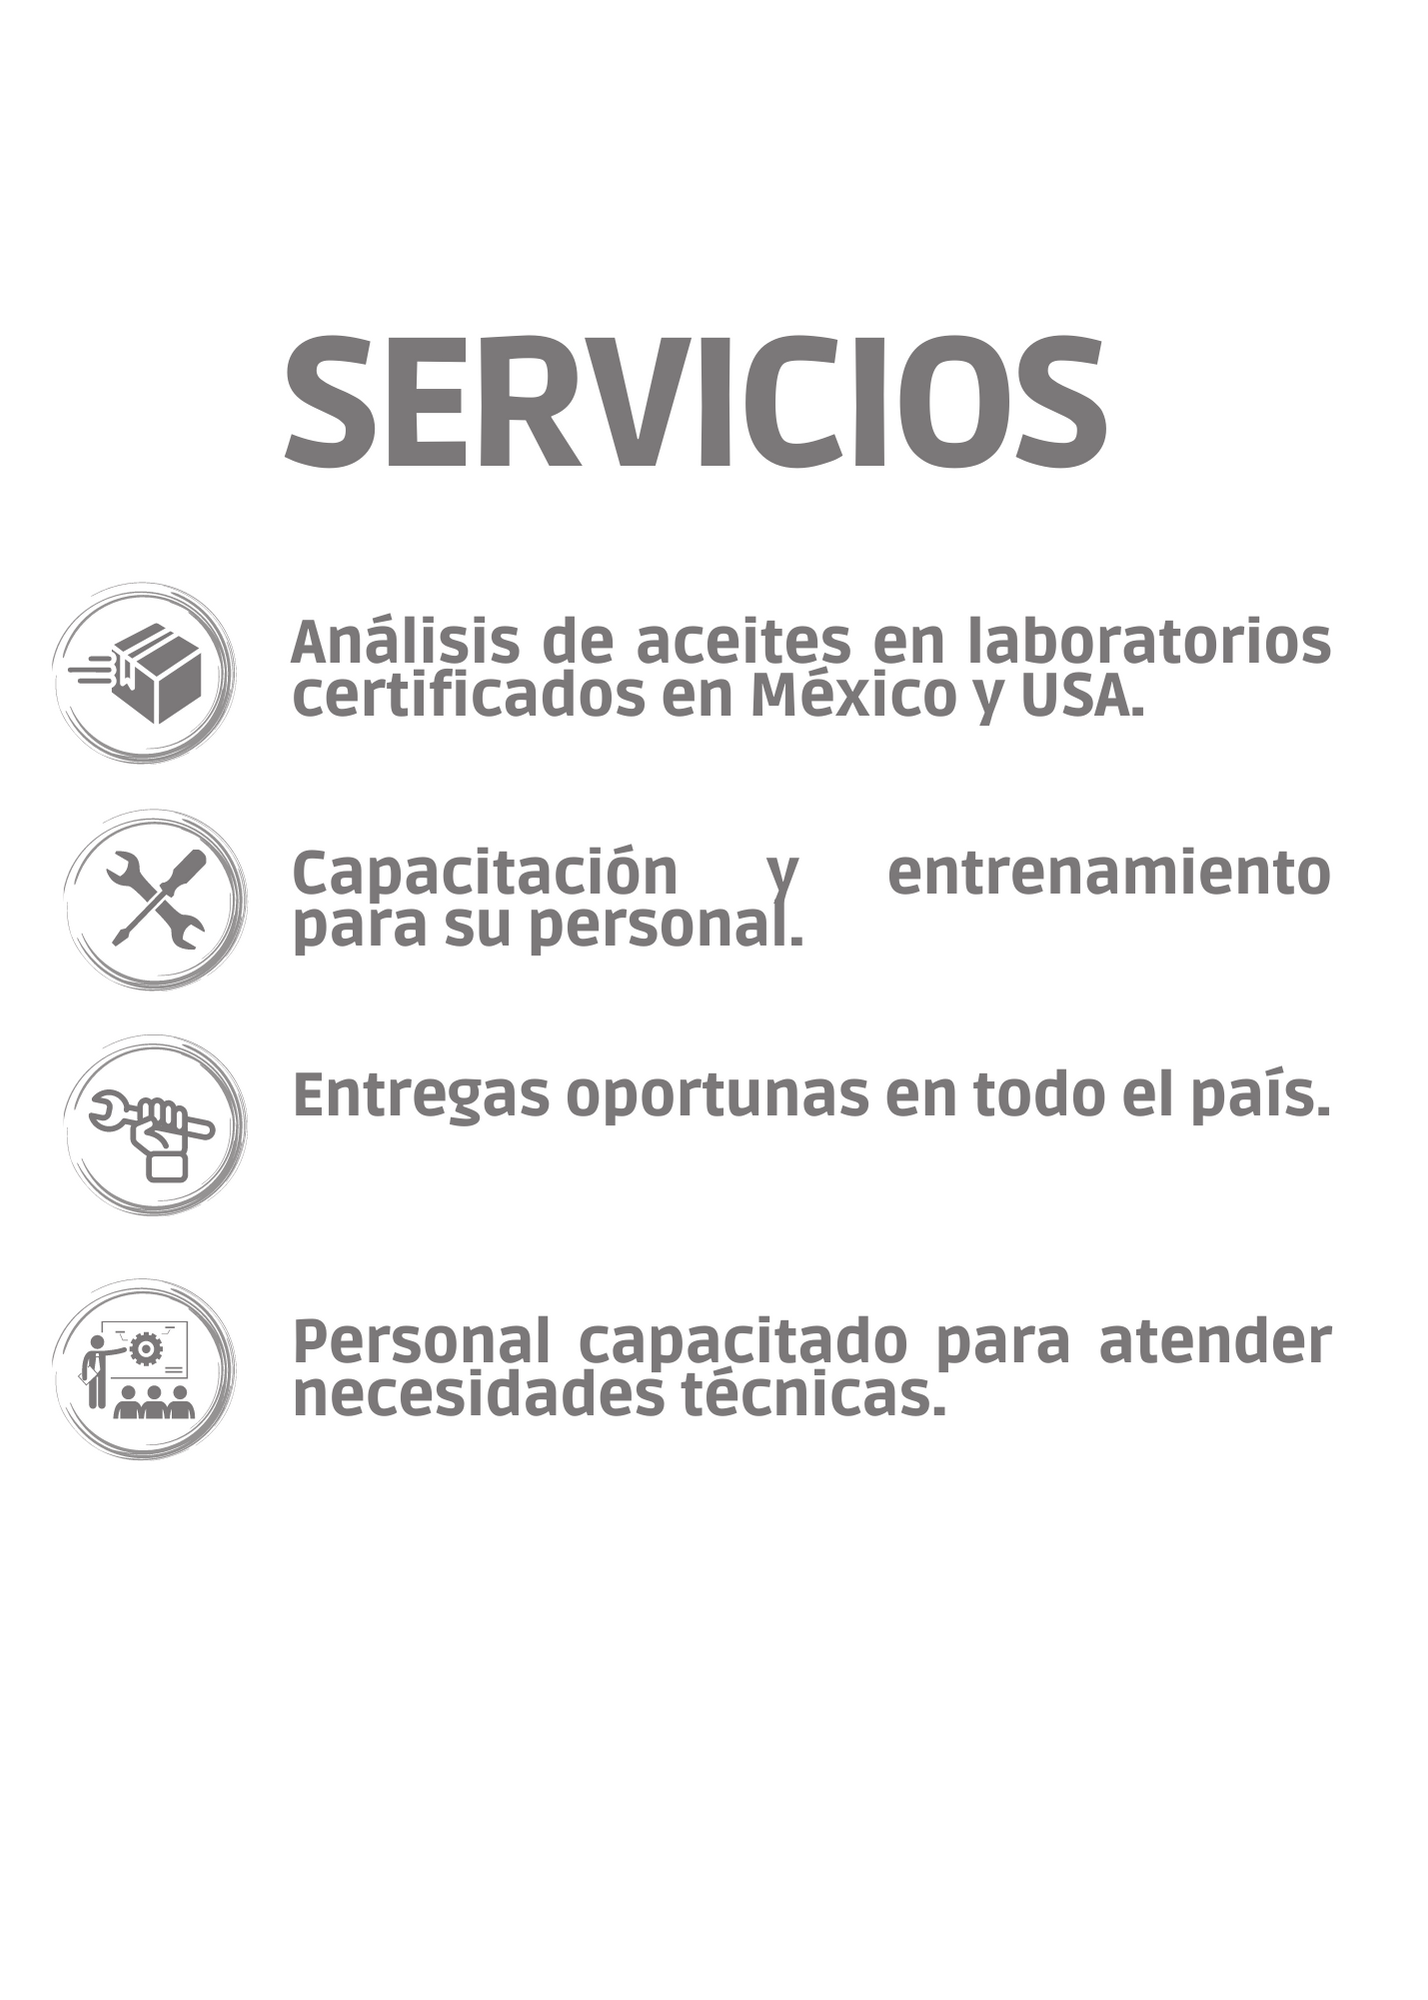 SERVICIOS
Análisis de aceites en laboratorios
certificados en México y USA.
Capacitación y entrenamiento
para su personal.
Entregas oportunas en todo el país.
Personal capacitado para atender
necesidades técnicas.